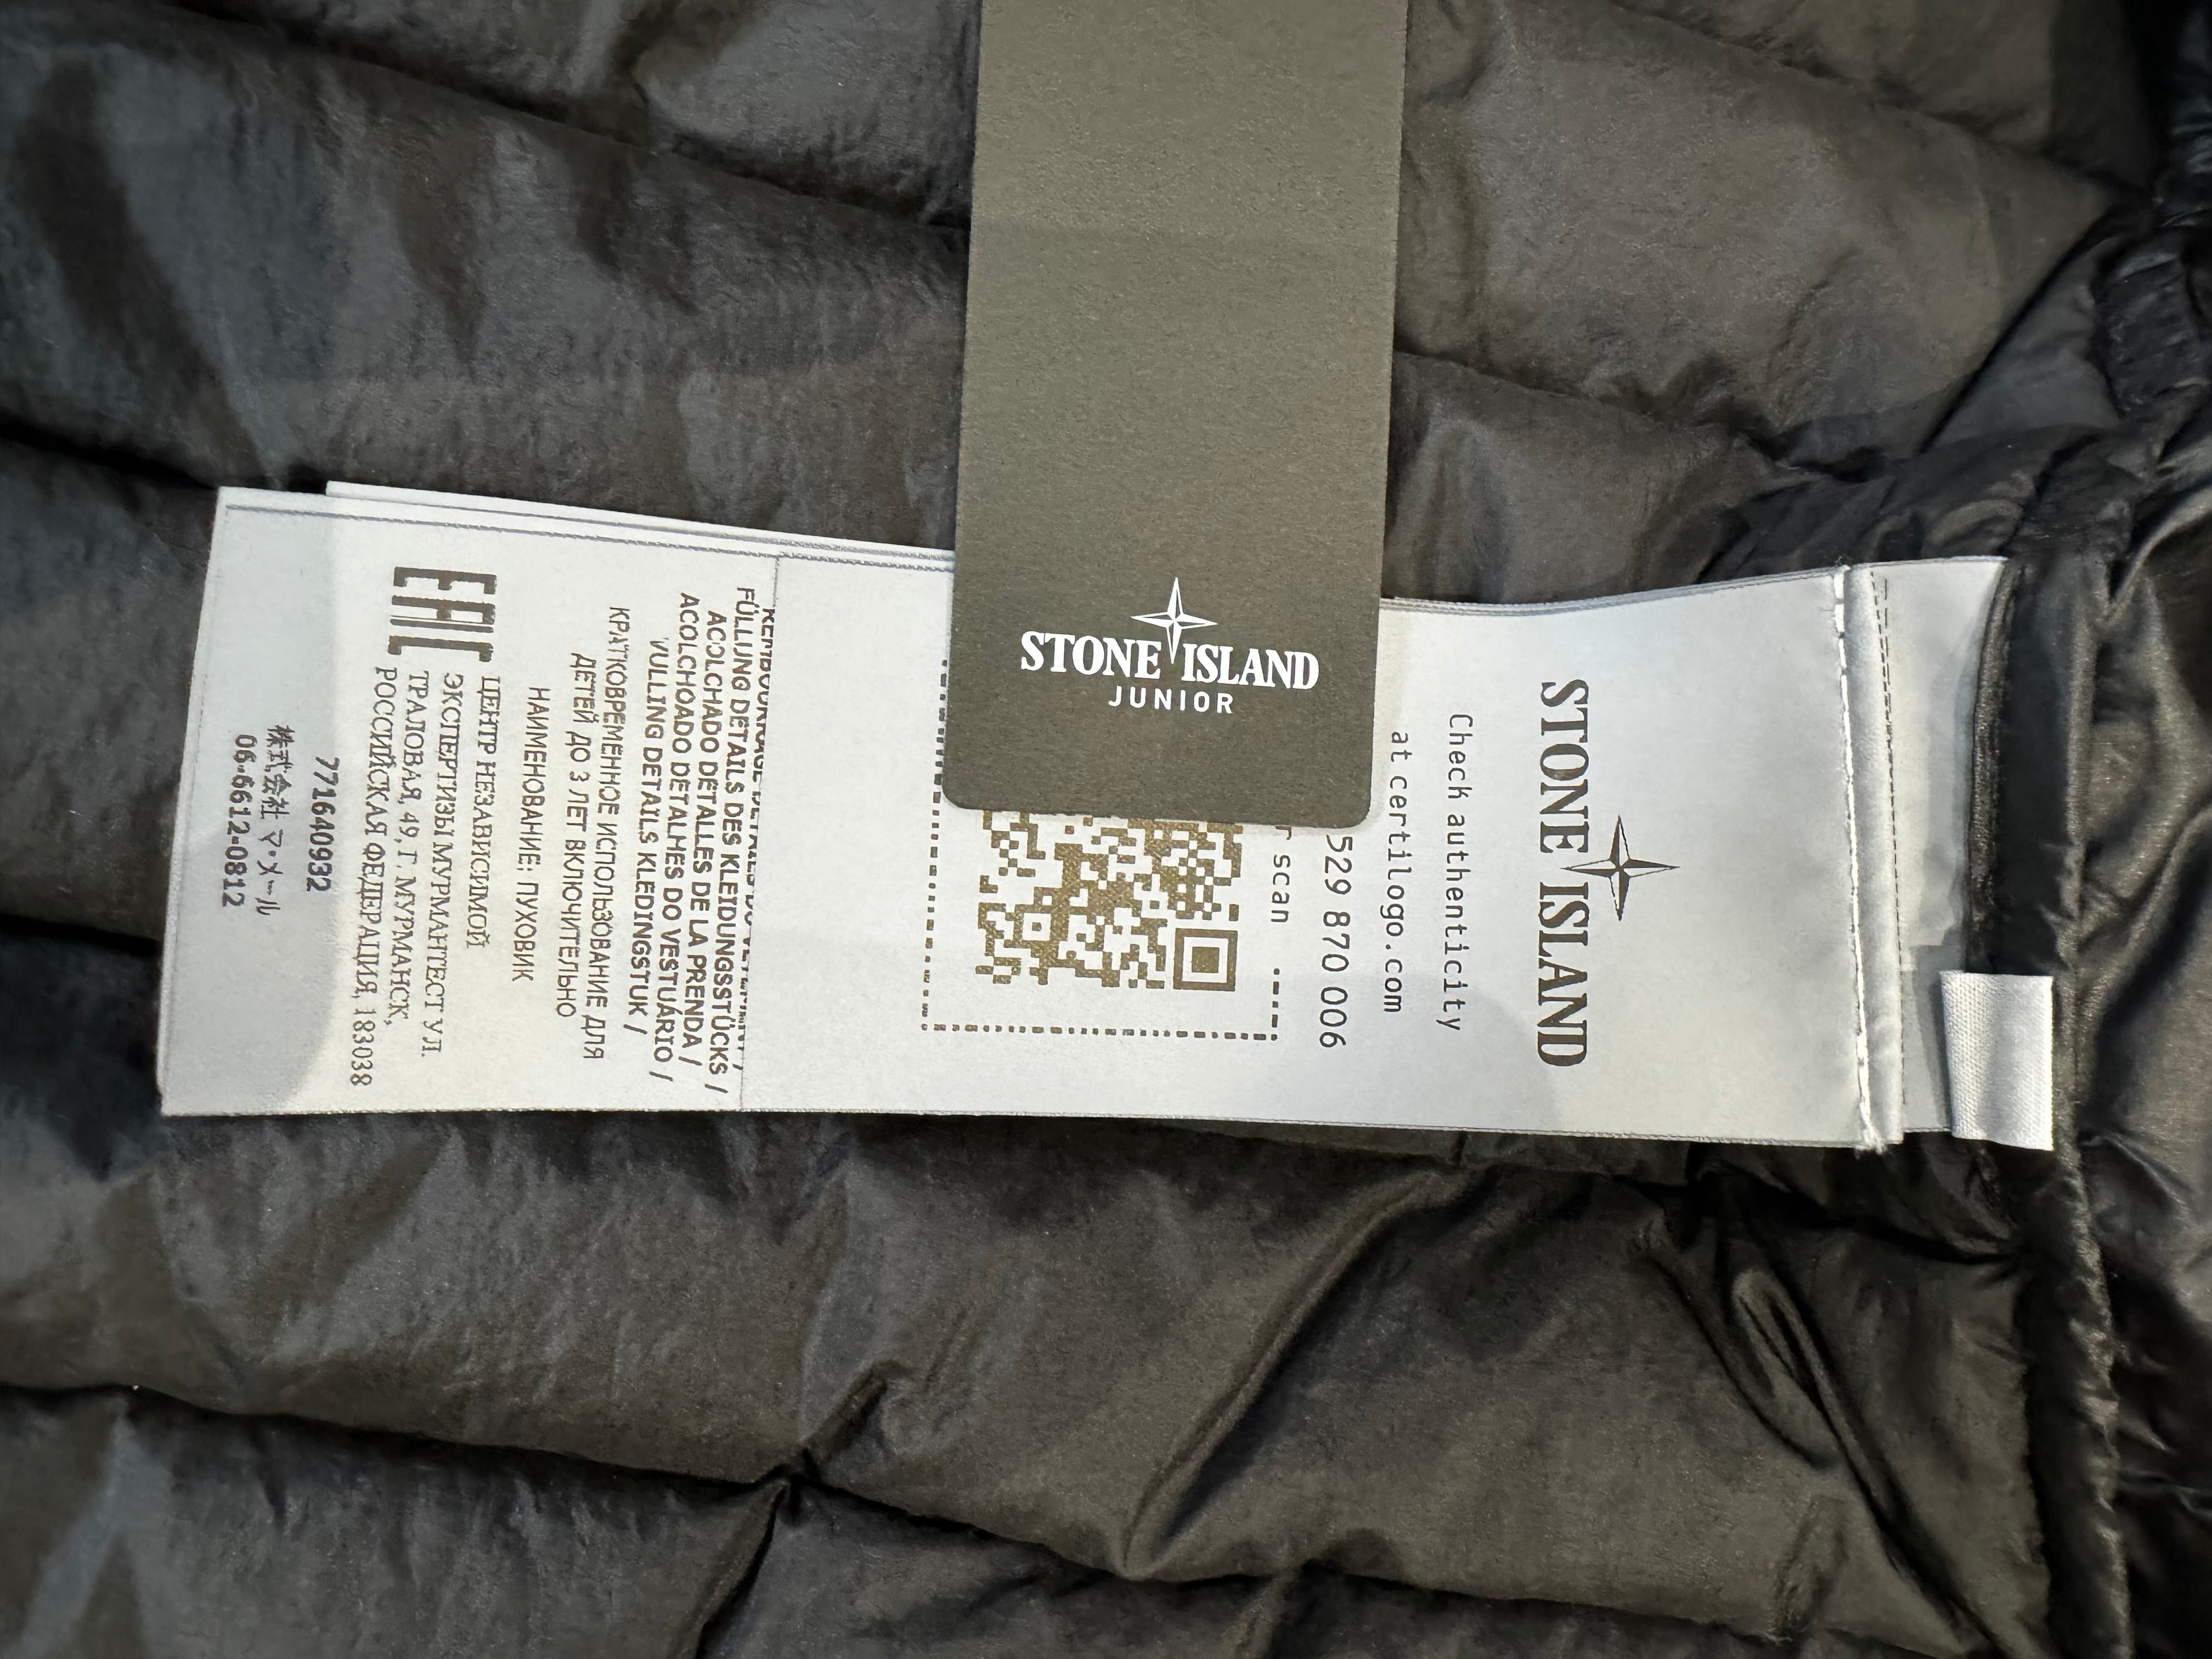 STONE ISLAND
JUNIOR
STONE ISLAND
Check authenticity
at certilogo.com
529 870 006
scan
FÜLLUNG DETAILS DES KLEIDUNGSSTÜCKS /
ACOLCHADO DETALLES DE LA PRENDA /
ACOLCHOADO DETALHES DO VESTUÁRIO /
VULLING DETAILS KLEDINGSTUK /
КРАТКОВРЕМЕННОЕ ИСПОЛЬЗОВАНИЕ ДЛЯ
ДЕТЕЙ ДО 3 ЛЕТ ВКЛЮЧИТЕЛЬНО
НАИМЕНОВАНИЕ: ПУХОВИК
EAC
ЦЕНТР НЕЗАВИСИМОЙ
ЭКСПЕРТИЗЫ МУРМАНТЕСТ УЛ.
ТРАЛОВАЯ, 49, Г. МУРМАНСК,
РОССИЙСКАЯ ФЕДЕРАЦИЯ, 183038
771640932
株式会社 マ・メール
06-6612-0812